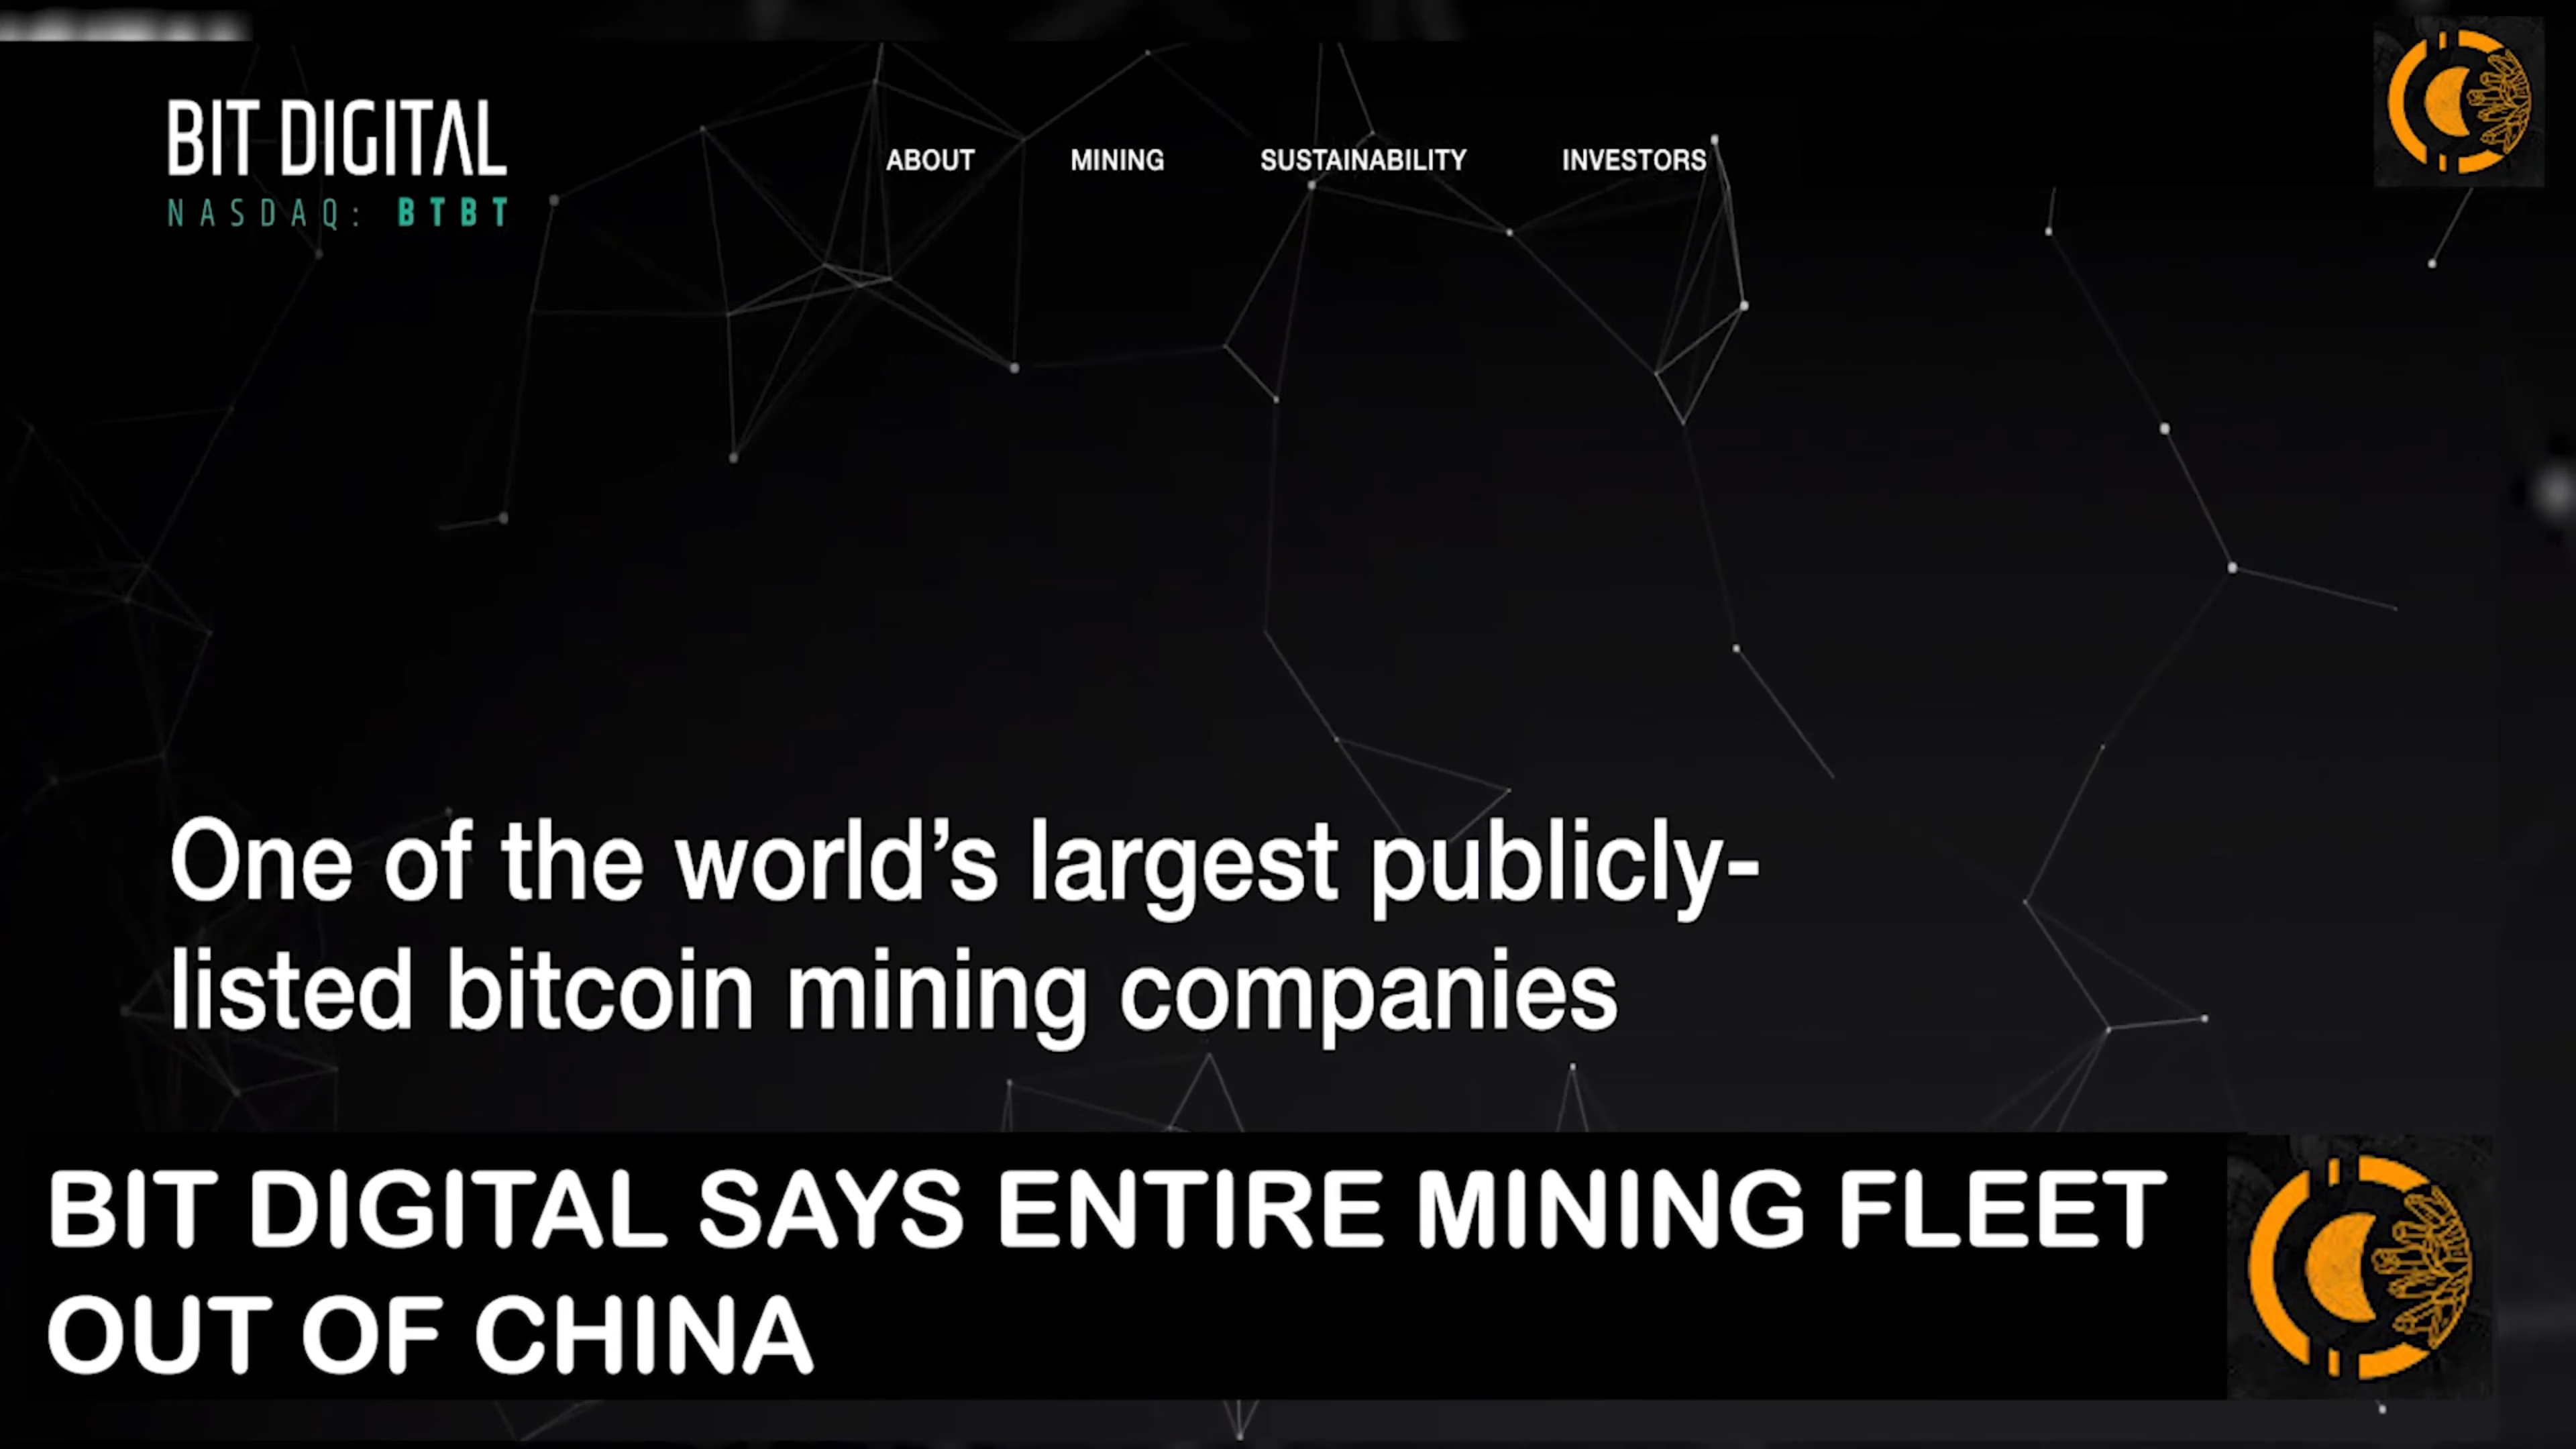 BIT DIGITAL
NASDAQ: BTBT
ABOUT MINING SUSTAINABILITY INVESTORS
One of the world’s largest publicly-
listed bitcoin mining companies
BIT DIGITAL SAYS ENTIRE MINING FLEET
OUT OF CHINA